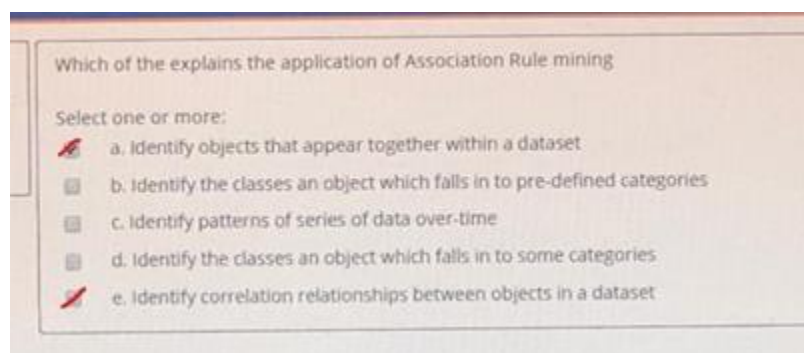 Which of the explains the application of Association Rule mining
Select one or more:
a. Identify objects that appear together within a dataset
b. Identify the classes an object which falls in to pre-defined categories
c. Identify patterns of series of data over-time
d. Identify the classes an object which falls in to some categories
e. Identify correlation relationships between objects in a dataset